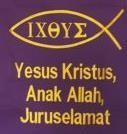 ΙΧΘΥΣ
Yesus Kristus,
Anak Allah,
Juruselamat